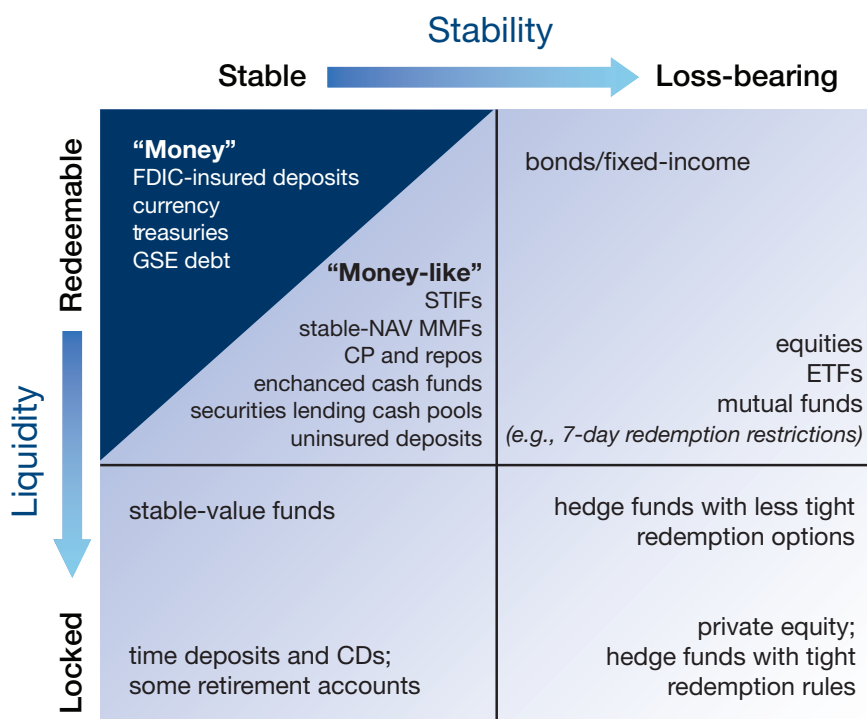 Stability
Stable
Loss-bearing
Redeemable
Liquidity
Locked
“Money”
FDIC-insured deposits
currency
treasuries
GSE debt
“Money-like”
STIFs
stable-NAV MMFs
CP and repos
enchanced cash funds
securities lending cash pools
uninsured deposits
bonds/fixed-income
equities
ETFs
mutual funds
(e.g., 7-day redemption restrictions)
stable-value funds
time deposits and CDs;
some retirement accounts
hedge funds with less tight
redemption options
private equity;
hedge funds with tight
redemption rules